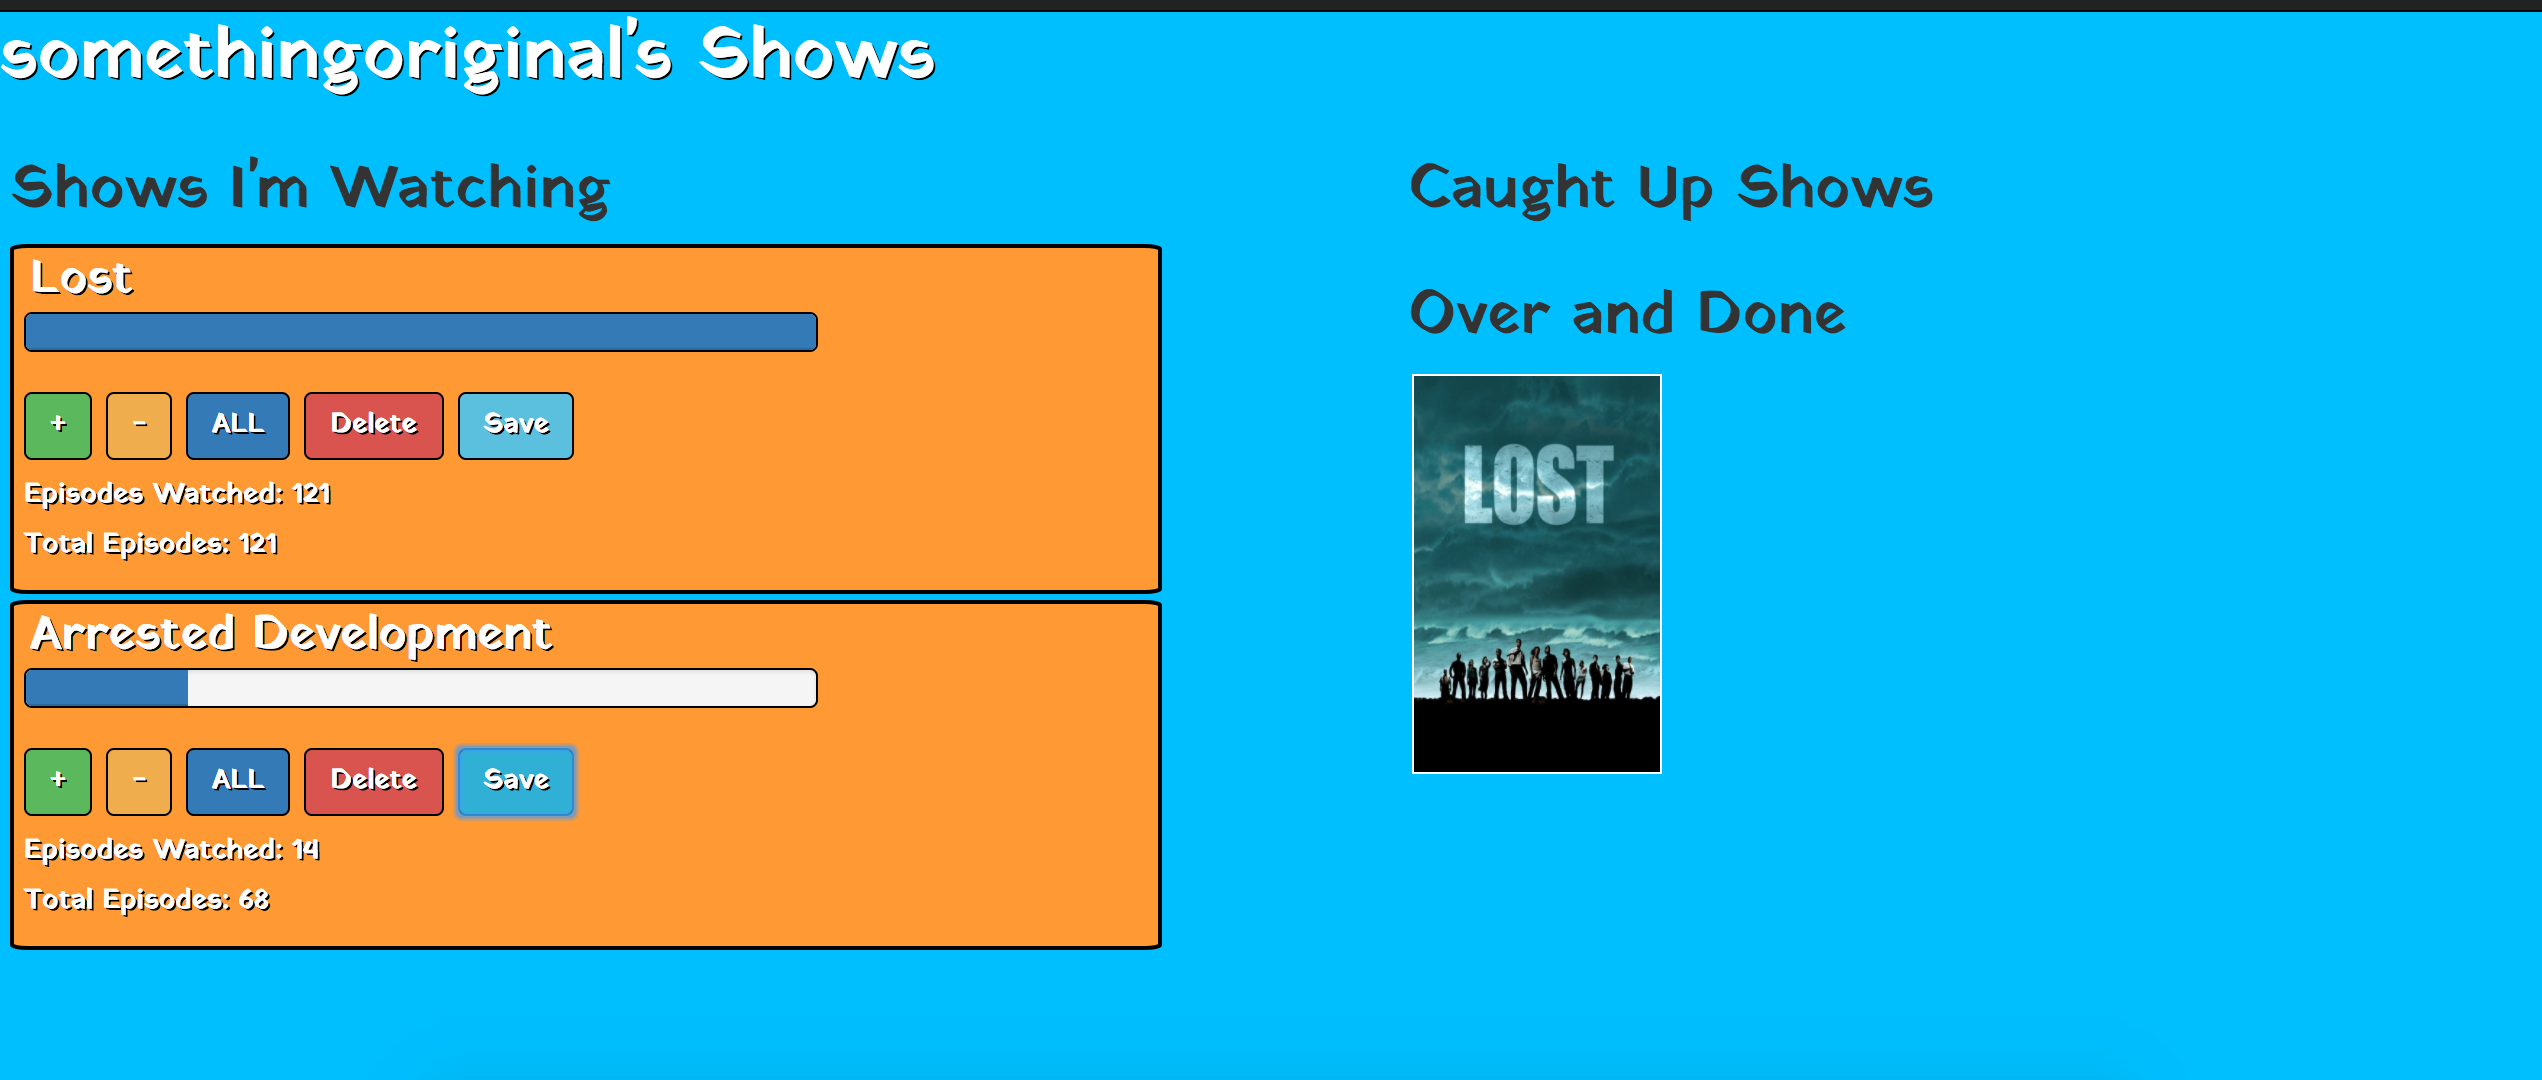 somethingoriginal's Shows
Shows I'm Watching
Lost
+ - ALL Delete Save
Episodes Watched: 121
Total Episodes: 121
Arrested Development
+ - ALL Delete Save
Episodes Watched: 14
Total Episodes: 68
Caught Up Shows
Over and Done
LOST